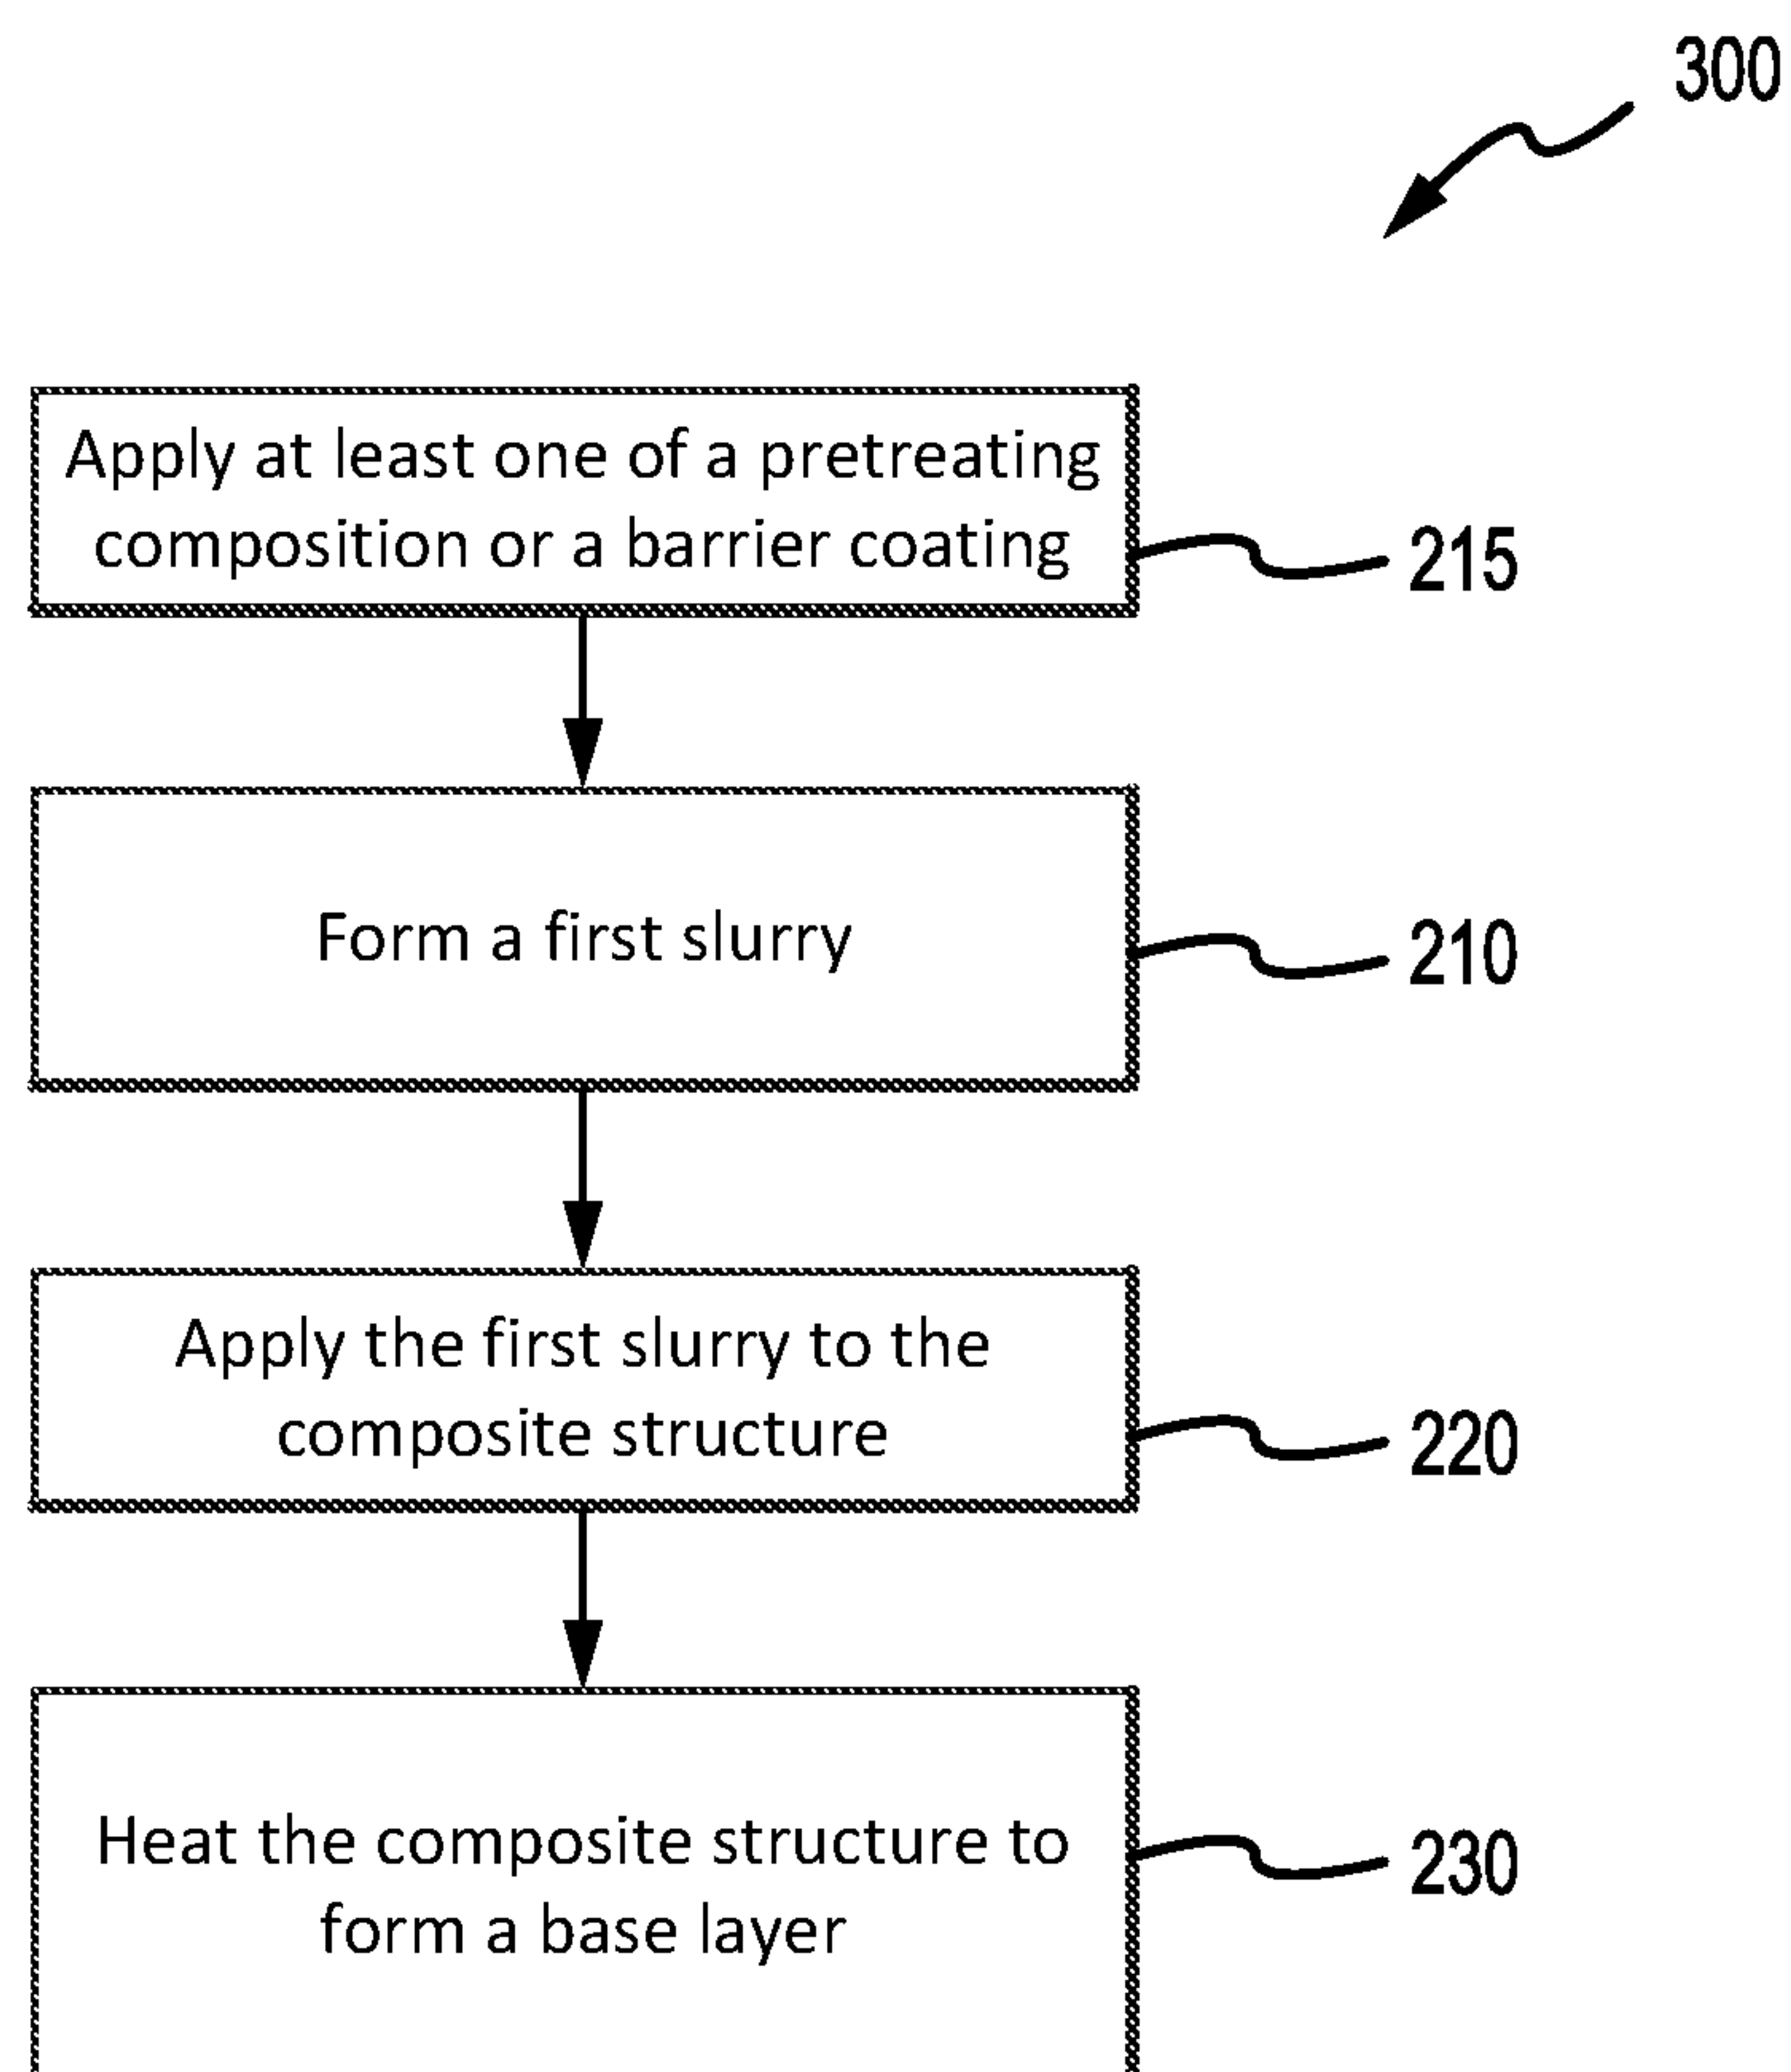 300
Apply at least one of a pretreating
composition or a barrier coating
215
Form a first slurry
210
Apply the first slurry to the
composite structure
220
Heat the composite structure to
form a base layer
230